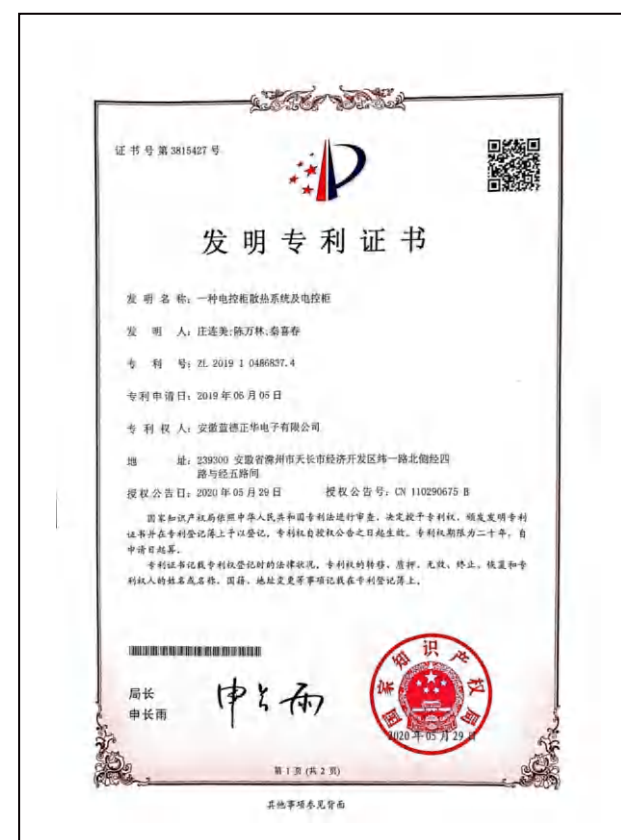 证书号第3815427号
发明专利证书
发 明 名 称：一种电控柜散热系统及电控柜
发 明 人：庄连美;陈万林;秦喜春
专 利 号：ZL 2019 1 0486837.4
专利申请日：2019年06月05日
专 利 权 人：安徽蓝德正华电子有限公司
地 址：239300 安徽省滁州市天长市经济开发区纬一路北侧经四
路与经五路间
授权公告日：2020年05月29日 授权公告号：CN 110290675 B
国家知识产权局依照中华人民共和国专利法进行审查，决定授予专利权，颁发发明专利
证书并在专利登记簿上予以登记。专利权自授权公告之日起生效。专利权期限为二十年，自
申请日起算。
专利证书记载专利权登记时的法律状况。专利权的转移、质押、无效、终止、恢复和专
利权人的姓名或名称、国籍、地址变更等事项记载在专利登记簿上。
局长
申长雨
申长雨
国家知识产权局
2020年05月29日
第1页(共2页)
其他事项参见背面